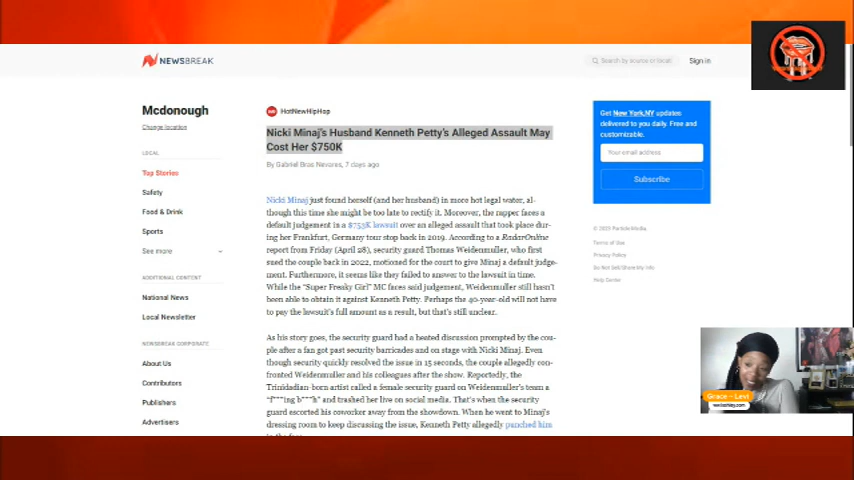 NEWSBREAK
Search by source or locati
Sign in
Mcdonough
Change location
LOCAL
Top Stories
Safety
Food & Drink
Sports
See more
ADDITIONAL CONTENT
National News
Local Newsletter
NEWSBREAK CORPORATE
About Us
Contributors
Publishers
Advertisers
HotNewHipHop
Nicki Minaj's Husband Kenneth Petty's Alleged Assault May
Cost Her $750K
By Gabriel Bras Nevares, 7 days ago
Nicki Minaj just found herself (and her husband) in more hot legal water, al-
though this time she might be too late to rectify it. Moreover, the rapper faces a
default judgement in a $753K lawsuit over an alleged assault that took place dur-
ing her Frankfurt, Germany tour stop back in 2019. According to a RadarOnline
report from Friday (April 28), security guard Thomas Weidenmuller, who first
sued the couple back in 2022, motioned for the court to give Minaj a default judge-
ment. Furthermore, it seems like they failed to answer to the lawsuit in time.
While the "Super Freaky Girl" MC faces said judgement, Weidenmuller still hasn't
been able to obtain it against Kenneth Petty. Perhaps the 40-year-old will not have
to pay the lawsuit's full amount as a result, but that's still unclear.
As his story goes, the security guard had a heated discussion prompted by the cou-
ple after a fan got past security barricades and on stage with Nicki Minaj. Even
though security quickly resolved the issue in 15 seconds, the couple allegedly con-
fronted Weidenmuller and his colleagues after the show. Reportedly, the
Trinidadian-born artist called a female security guard on Weidenmuller's team a
"f***ing b***h" and trashed her live on social media. That's when the security
guard escorted his coworker away from the showdown. When he went to Minaj's
dressing room to keep discussing the issue, Kenneth Petty allegedly punched him
Get New York,NY updates
delivered to you daily. Free and
customizable.
Your email address
Subscribe
© 2023 Particle Media.
Terms of Use
Privacy Policy
Do Not Sell/Share My Info
Help Center
Grace - Levi